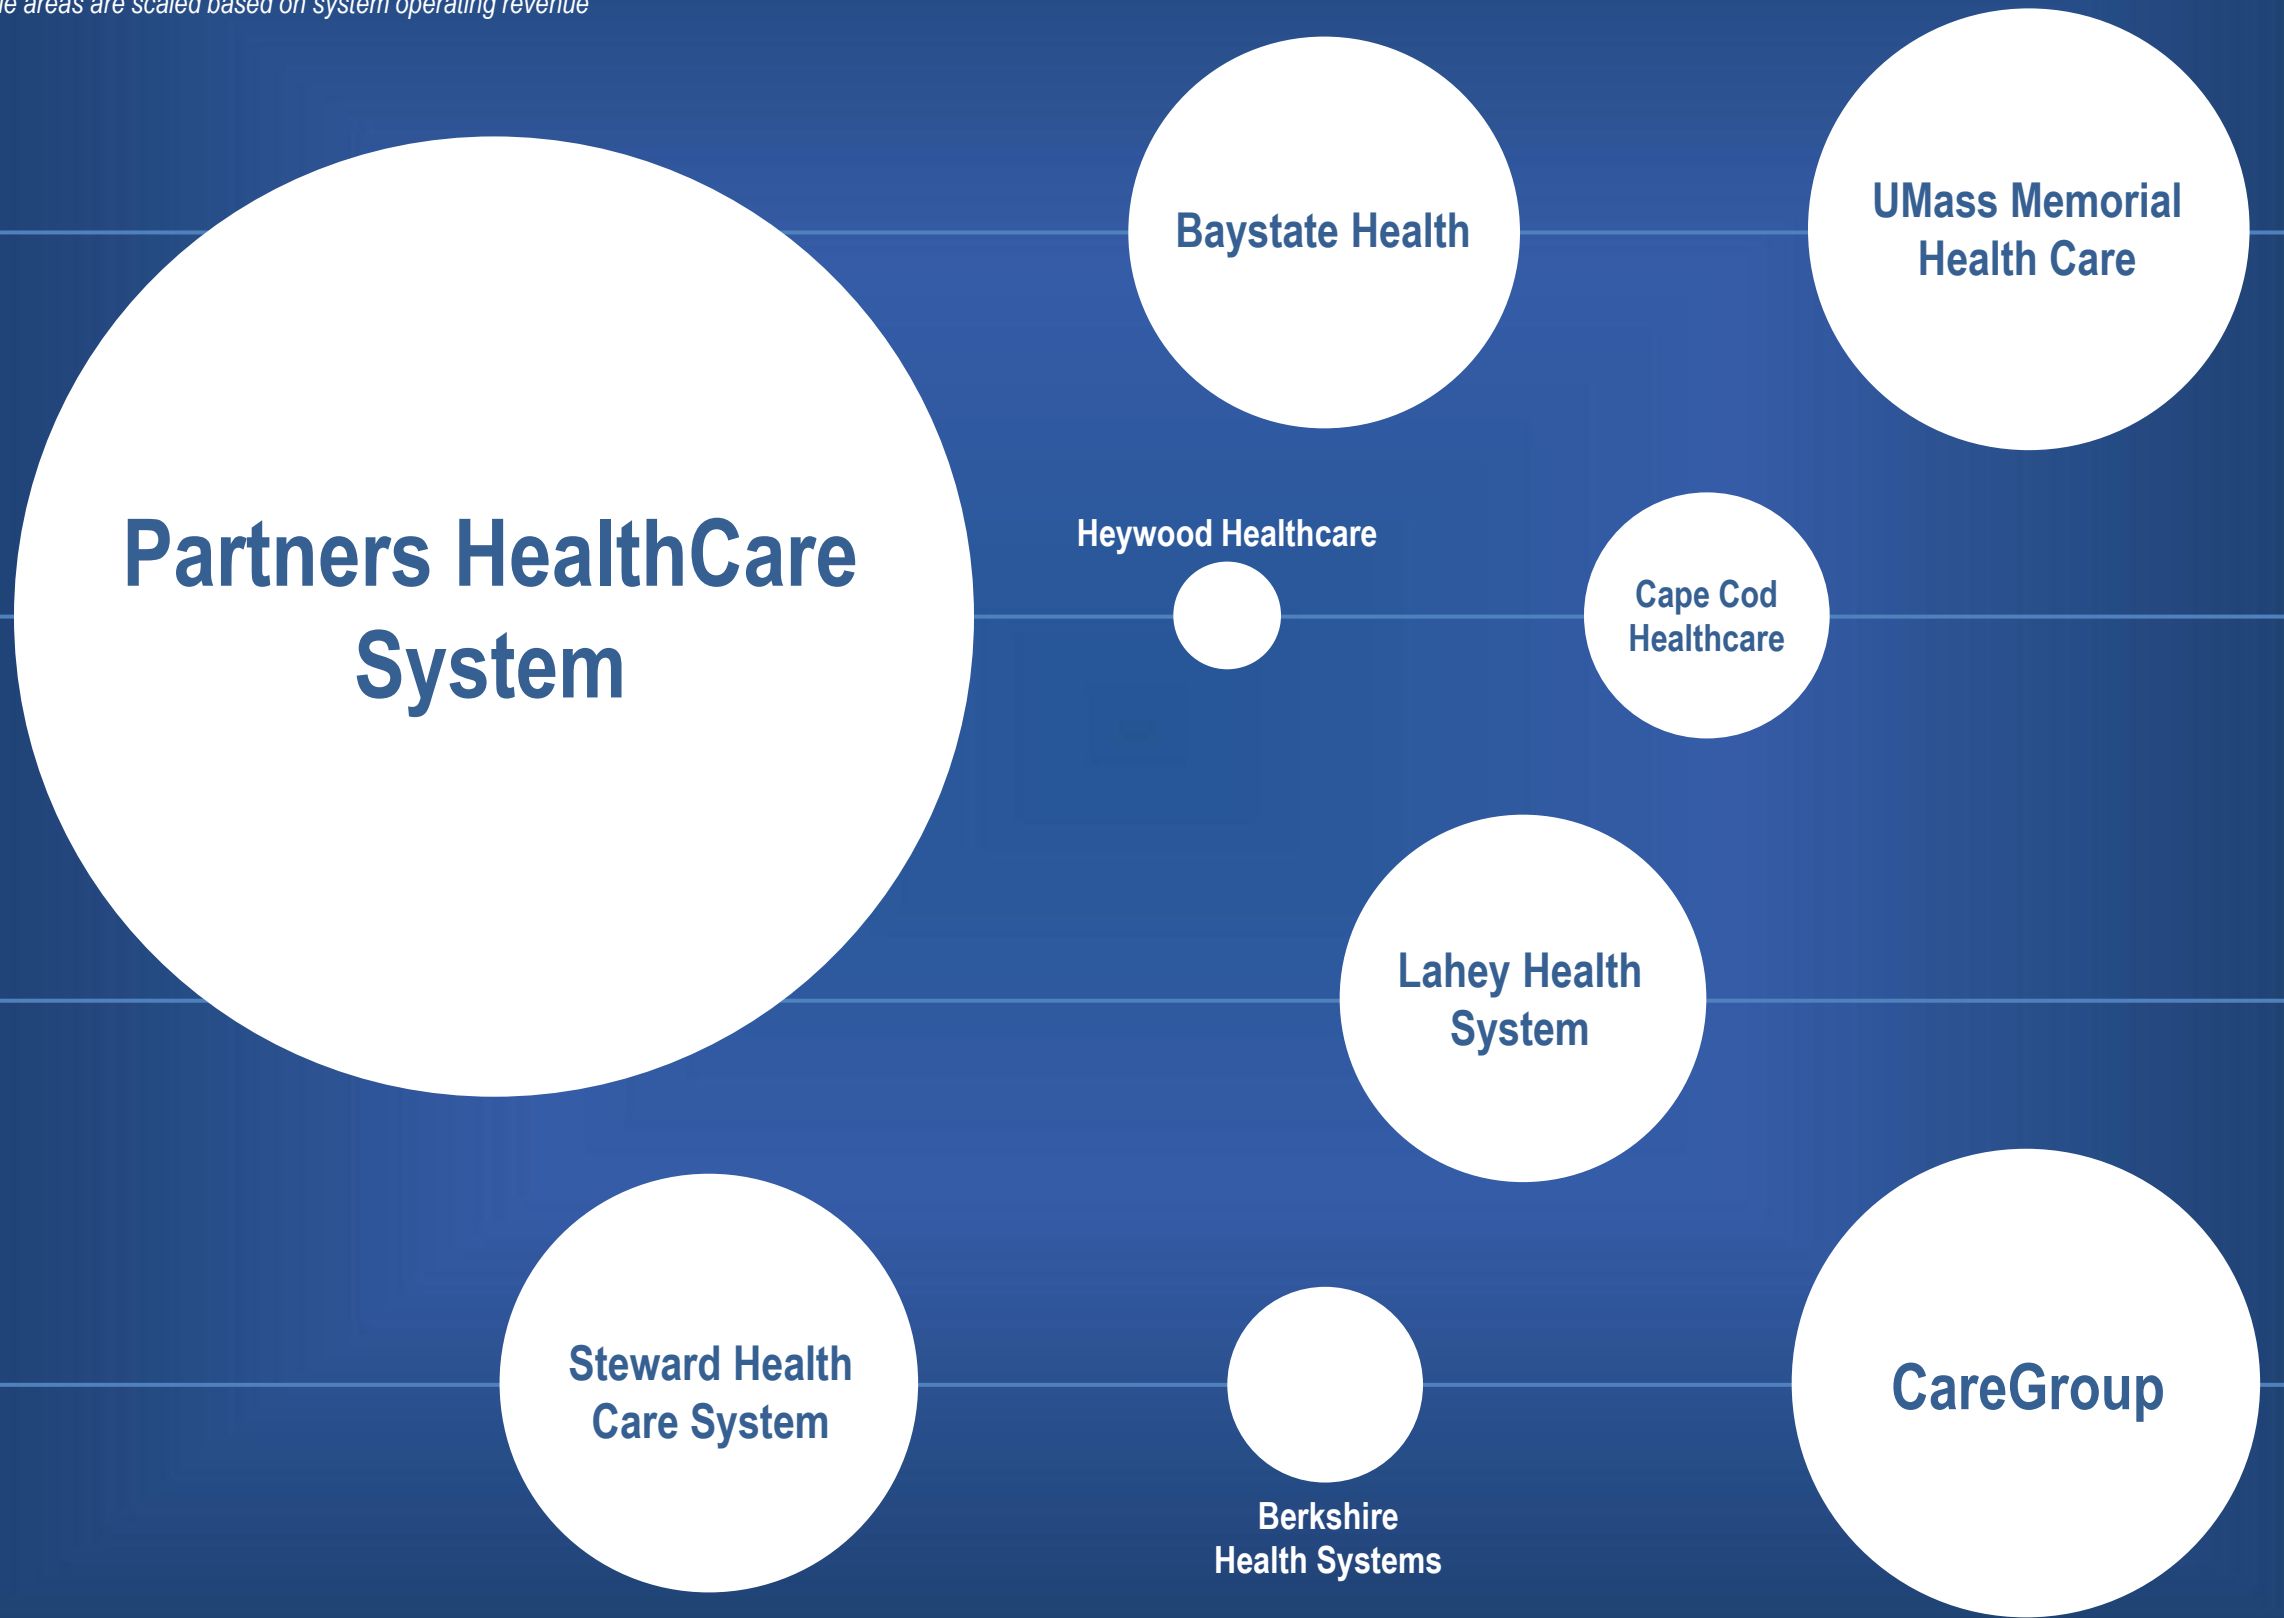 areas are scaled based on system operating revenue
Baystate Health
UMass Memorial
Health Care
Partners HealthCare
System
Heywood Healthcare
Cape Cod
Healthcare
Lahey Health
System
Steward Health
Care System
CareGroup
Berkshire
Health Systems